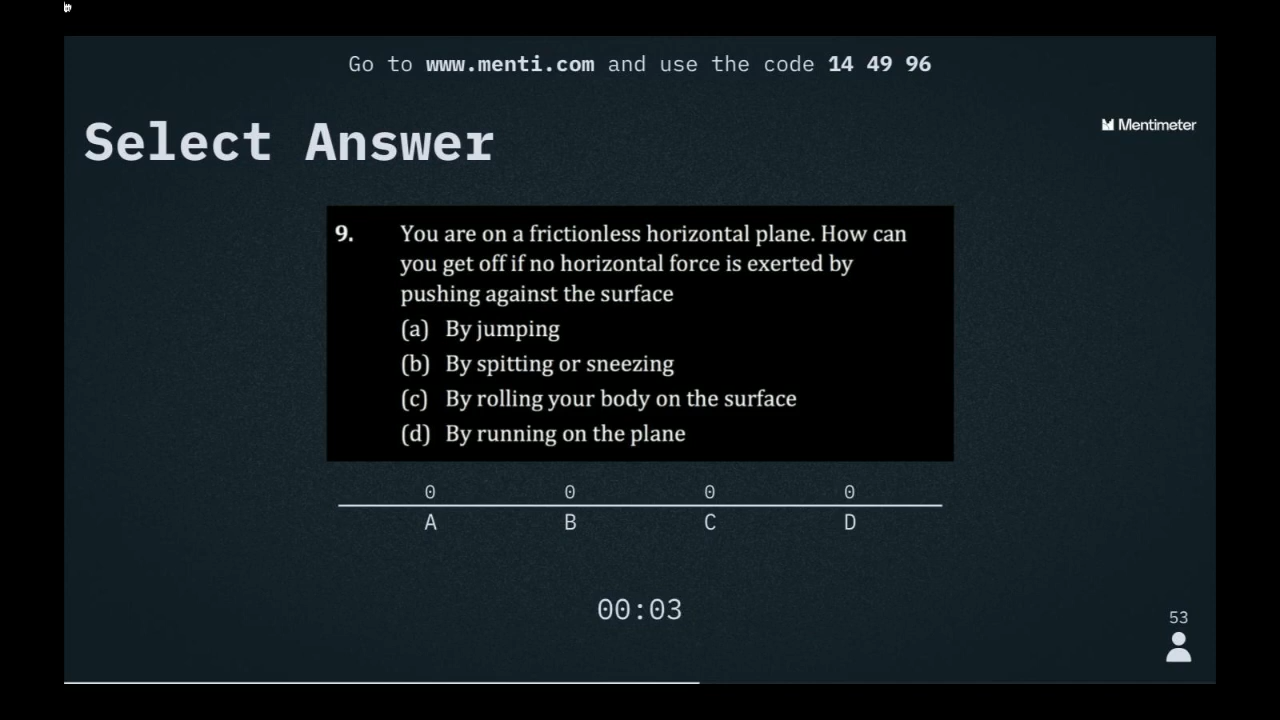 Go to www.menti.com and use the code 14 49 96
Select Answer
Mentimeter
9. You are on a frictionless horizontal plane. How can
you get off if no horizontal force is exerted by
pushing against the surface
(a) By jumping
(b) By spitting or sneezing
(c) By rolling your body on the surface
(d) By running on the plane
0 0 0 0
A B C D
00:03
53